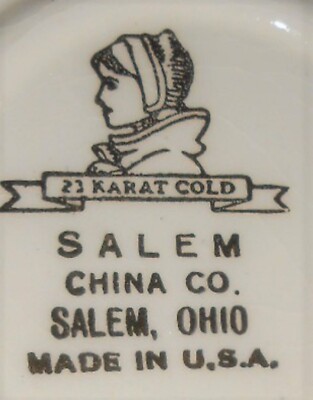 23 KARAT GOLD
SALEM
CHINA CO.
SALEM, OHIO
MADE IN U.S.A.